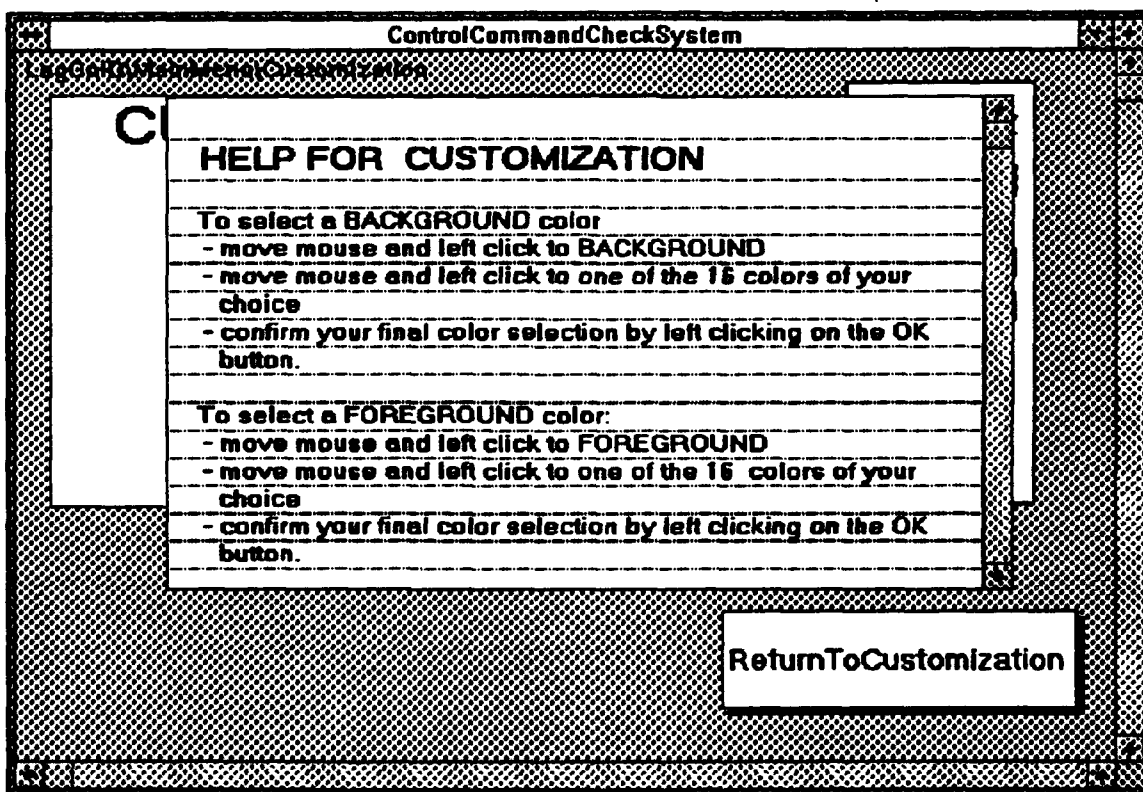 ControlCommandCheckSystem
LogOnID\MainMenu\Customization
CU
HELP FOR CUSTOMIZATION
To select a BACKGROUND color
- move mouse and left click to BACKGROUND
- move mouse and left click to one of the 16 colors of your
choice
- confirm your final color selection by left clicking on the OK
button.
To select a FOREGROUND color:
- move mouse and left click to FOREGROUND
- move mouse and left click to one of the 16 colors of your
choice
- confirm your final color selection by left clicking on the OK
button.
ReturnToCustomization